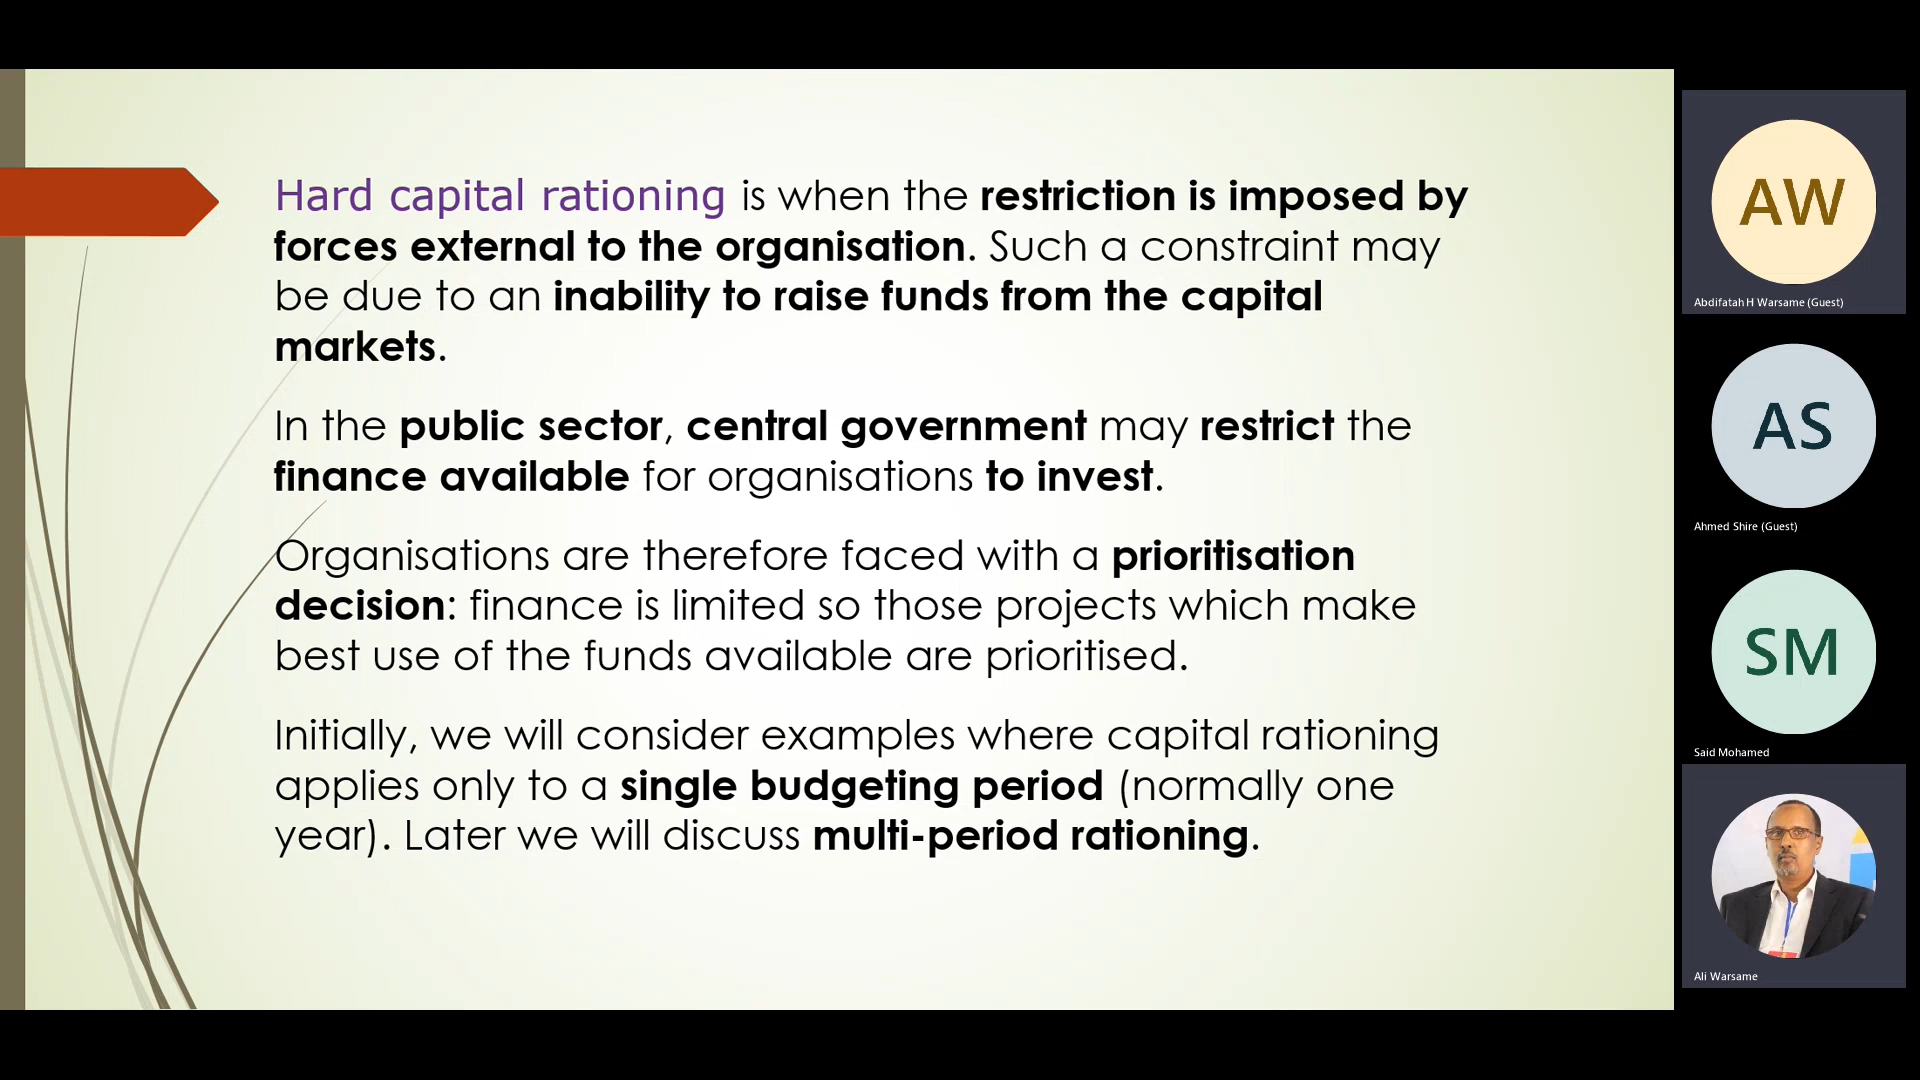 Hard capital rationing is when the restriction is imposed by
forces external to the organisation. Such a constraint may
be due to an inability to raise funds from the capital
markets.
In the public sector, central government may restrict the
finance available for organisations to invest.
Organisations are therefore faced with a prioritisation
decision: finance is limited so those projects which make
best use of the funds available are prioritised.
Initially, we will consider examples where capital rationing
applies only to a single budgeting period (normally one
year). Later we will discuss multi-period rationing.
AW
Abdifatah H Warsame (Guest)
AS
Ahmed Shire (Guest)
SM
Said Mohamed
Ali Warsame